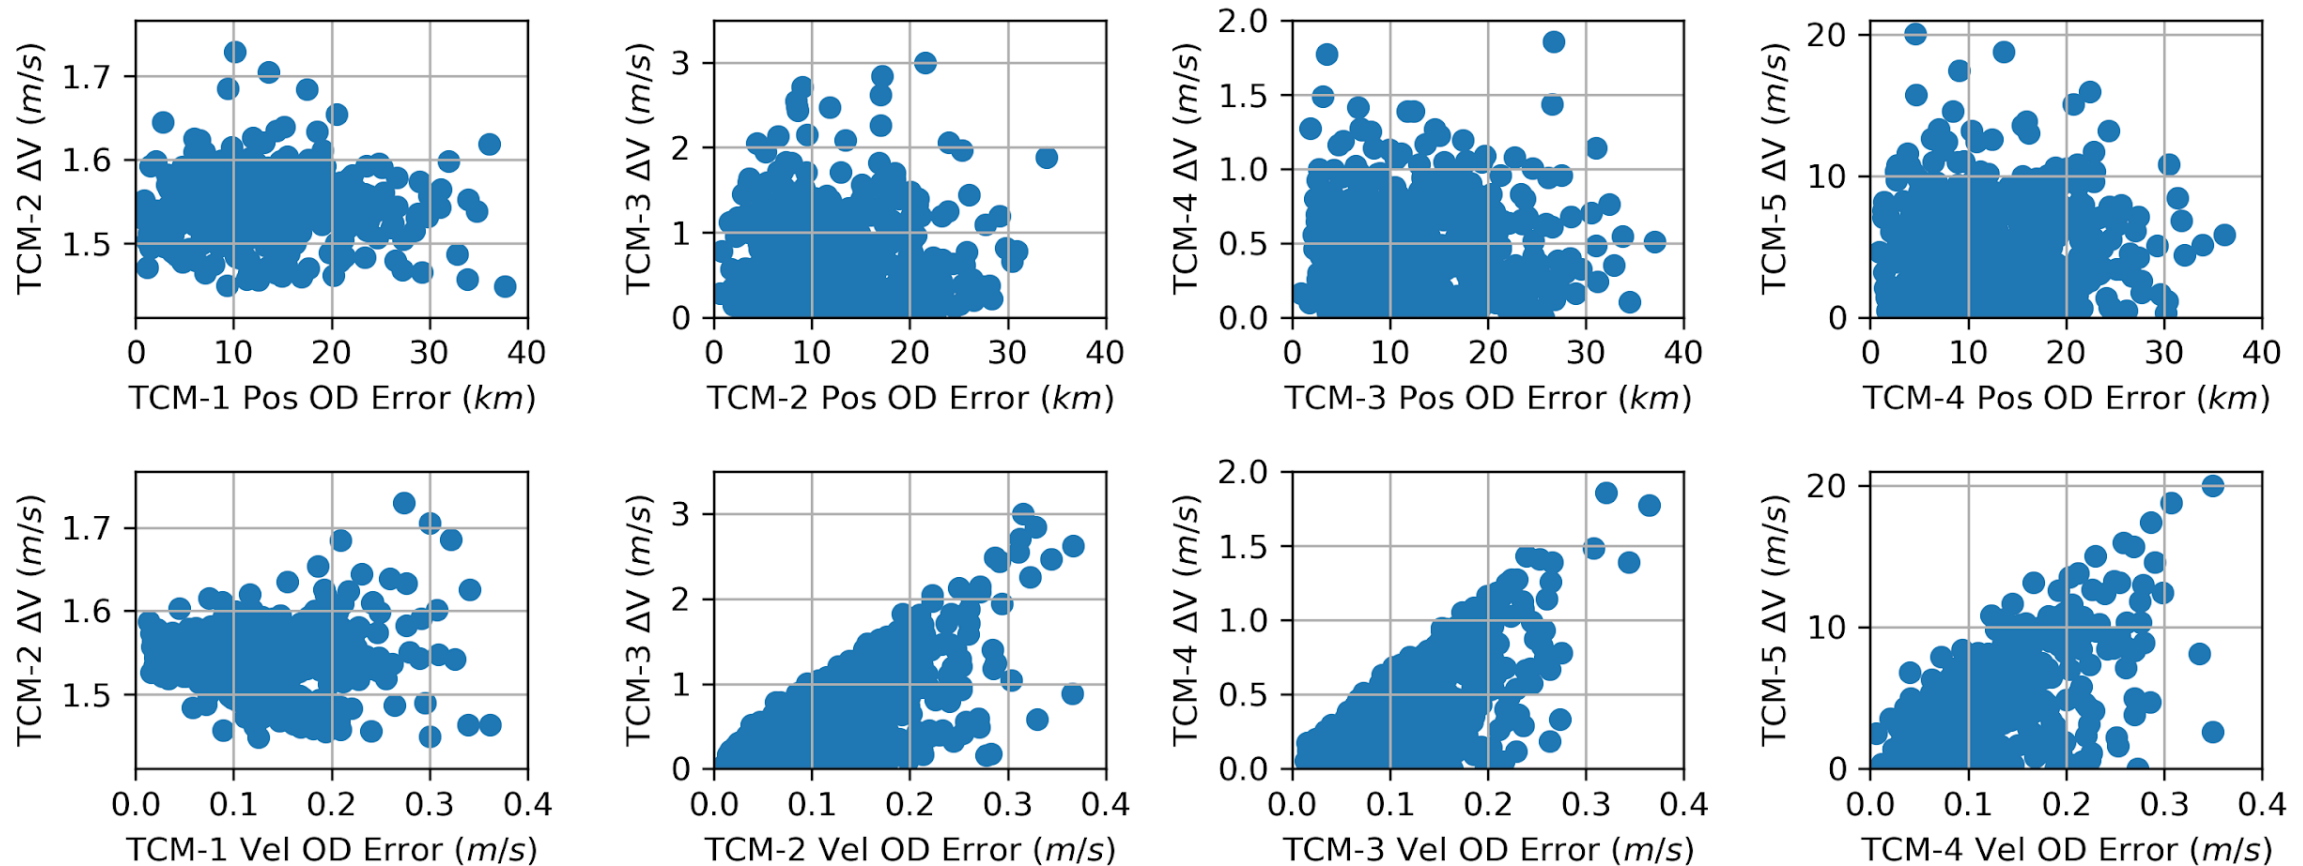 TCM-2 ΔV (m/s)
1.7
1.6
1.5
0 10 20 30 40
TCM-1 Pos OD Error (km)
TCM-3 ΔV (m/s)
3
2
1
0
0 10 20 30 40
TCM-2 Pos OD Error (km)
TCM-4 ΔV (m/s)
2.0
1.5
1.0
0.5
0.0
0 10 20 30 40
TCM-3 Pos OD Error (km)
TCM-5 ΔV (m/s)
20
10
0
0 10 20 30 40
TCM-4 Pos OD Error (km)
TCM-2 ΔV (m/s)
1.7
1.6
1.5
0.0 0.1 0.2 0.3 0.4
TCM-1 Vel OD Error (m/s)
TCM-3 ΔV (m/s)
3
2
1
0
0.0 0.1 0.2 0.3 0.4
TCM-2 Vel OD Error (m/s)
TCM-4 ΔV (m/s)
2.0
1.5
1.0
0.5
0.0
0.0 0.1 0.2 0.3 0.4
TCM-3 Vel OD Error (m/s)
TCM-5 ΔV (m/s)
20
10
0
0.0 0.1 0.2 0.3 0.4
TCM-4 Vel OD Error (m/s)